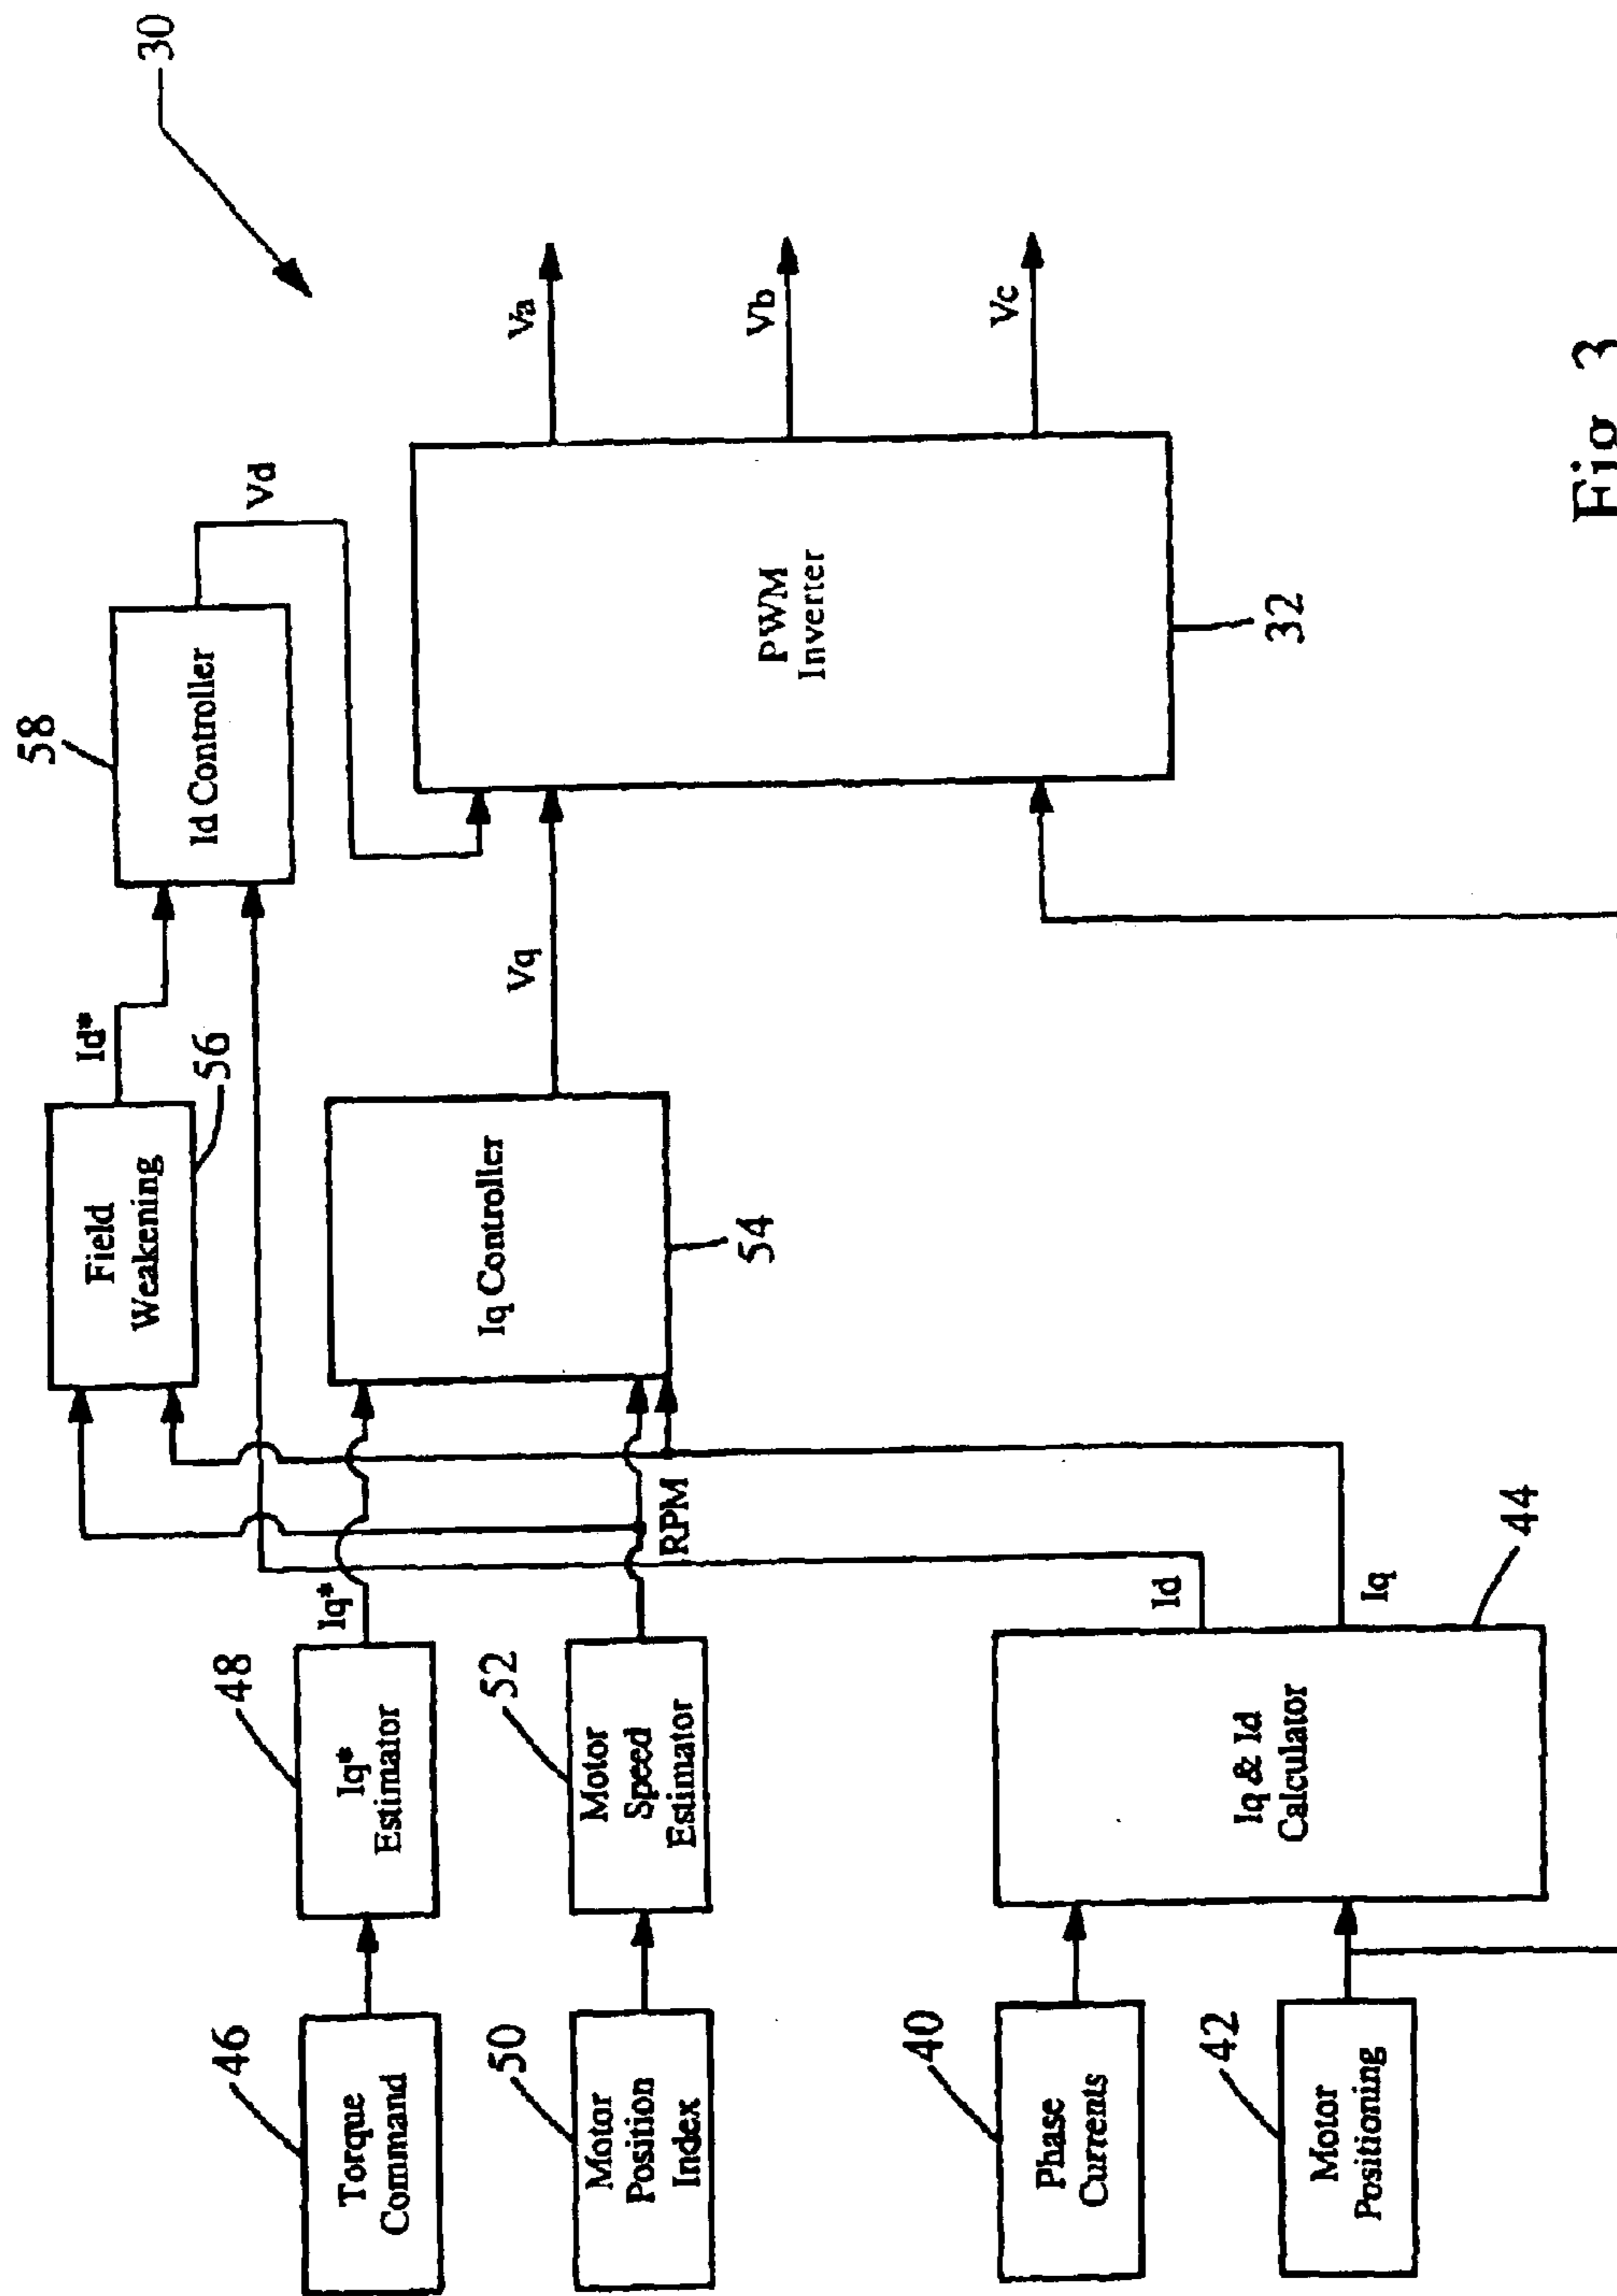 30
58
Id Controller
Vd
Field
Weakening
56
Id*
46
Torque
Command
48
Iq*
Estimator
Iq*
Iq Controller
54
Vq
PWM
Inverter
32
Va
Vb
Vc
50
Motor
Position
Index
52
Motor
Speed
Estimator
RPM
40
Phase
Currents
42
Motor
Positioning
Iq & Id
Calculator
44
Id
Iq
Fig 3